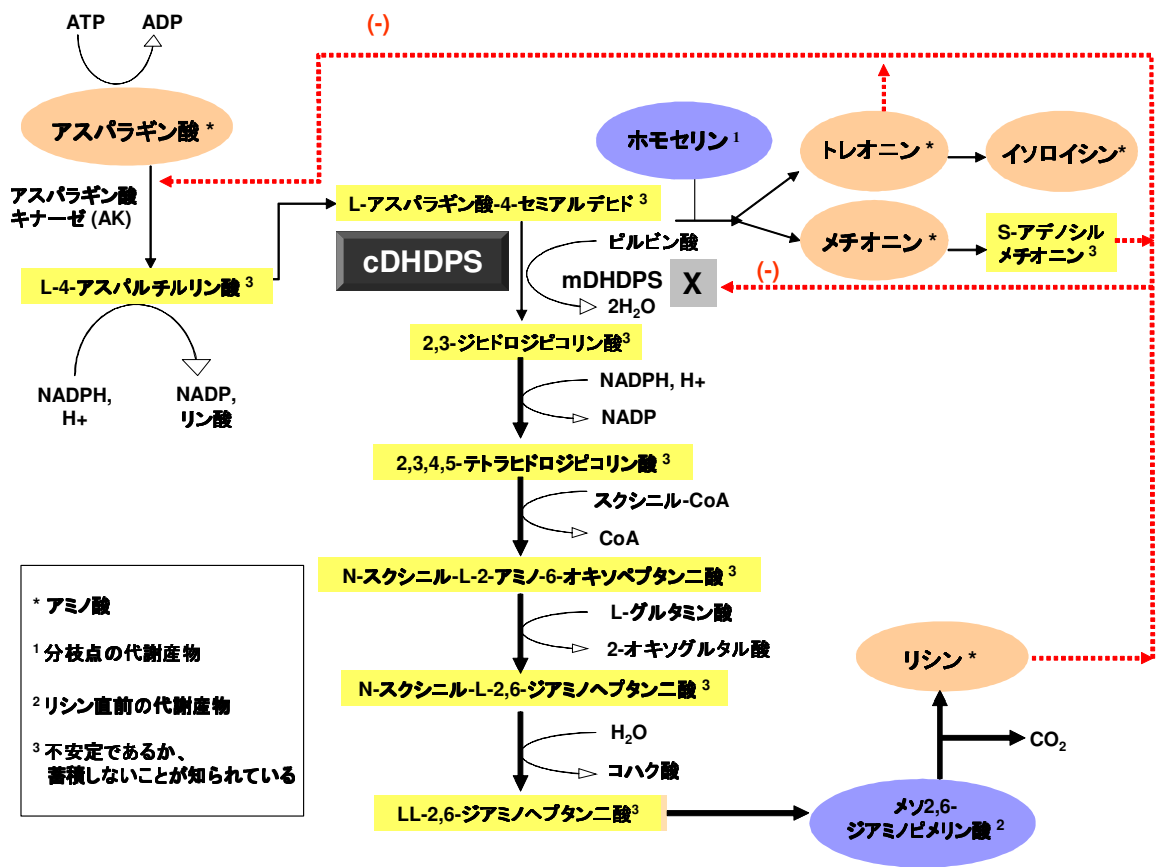 ATP
ADP
(-)
アスパラギン酸 *
ホモセリン 1
トレオニン *
イソロイシン*
アスパラギン酸
キナーゼ (AK)
L-アスパラギン酸-4-セミアルデヒド 3
メチオニン *
S-アデノシル
メチオニン 3
cDHDPS
ピルビン酸
mDHDPS
X
(-)
2H2O
L-4-アスパルチルリン酸 3
2,3-ジヒドロジピコリン酸3
NADPH,
H+
NADP,
リン酸
NADPH, H+
NADP
2,3,4,5-テトラヒドロジピコリン酸 3
スクシニル-CoA
CoA
N-スクシニル-L-2-アミノ-6-オキソペプタン二酸 3
L-グルタミン酸
2-オキソグルタル酸
N-スクシニル-L-2,6-ジアミノヘプタン二酸 3
H2O
コハク酸
LL-2,6-ジアミノヘプタン二酸3
リシン *
CO2
メソ2,6-
ジアミノピメリン酸 2
* アミノ酸
1 分枝点の代謝産物
2 リシン直前の代謝産物
3 不安定であるか、
蓄積しないことが知られている